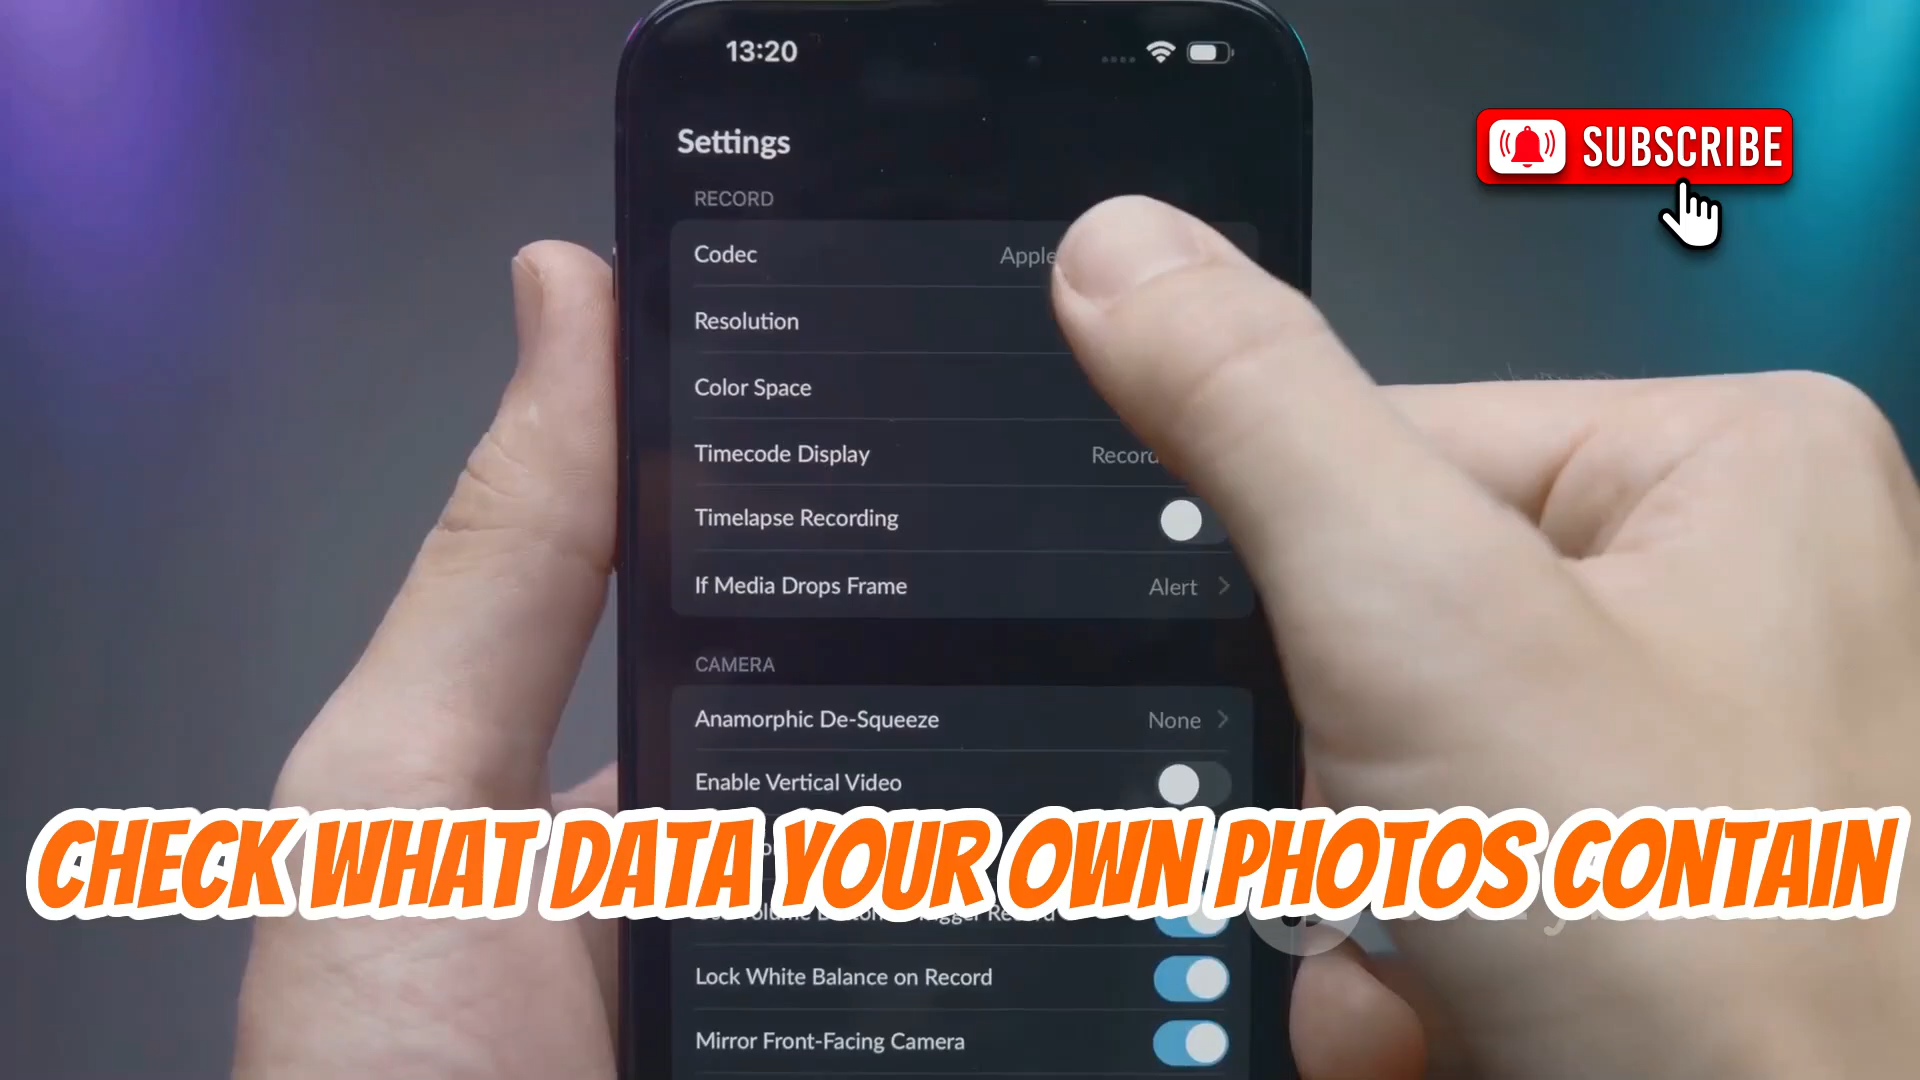 13:20
Settings
SUBSCRIBE
RECORD
Codec Apple
Resolution
Color Space
Timecode Display Record
Timelapse Recording
If Media Drops Frame Alert
CAMERA
Anamorphic De-Squeeze None
Enable Vertical Video
CHECK WHAT DATA YOUR OWN PHOTOS CONTAIN
Record
Lock White Balance on Record
Mirror Front-Facing Camera